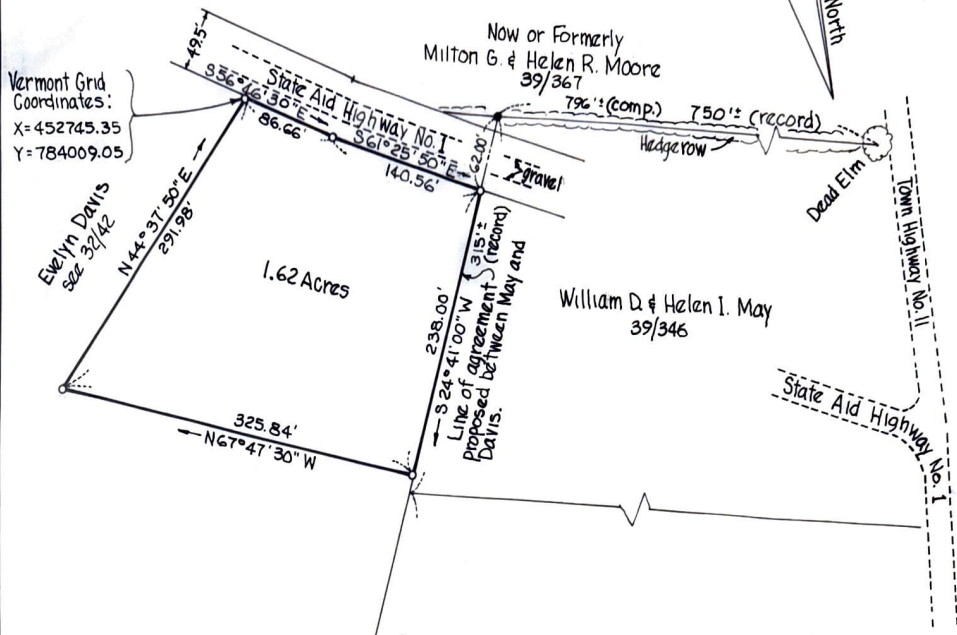 North
49.5'
Now or Formerly
Milton G. & Helen R. Moore
39/367
Vermont Grid
Coordinates:
X=452745.35
Y=784009.05
State Aid Highway No. 1
S56°46'30"E
86.66'
S61°25'50"E
140.56'
62.00'
gravel
796'± (comp.)
750'± (record)
Hedgerow
Dead Elm
Town Highway No. 11
Evelyn Davis
see 32/42
N44°37'50"E
291.98'
1.62 Acres
238.00'
S24°41'00"W
315'±
(record)
Line of agreement
Proposed between May and
Davis.
William D. & Helen I. May
39/346
State Aid Highway No. 1
325.84'
N67°47'30"W